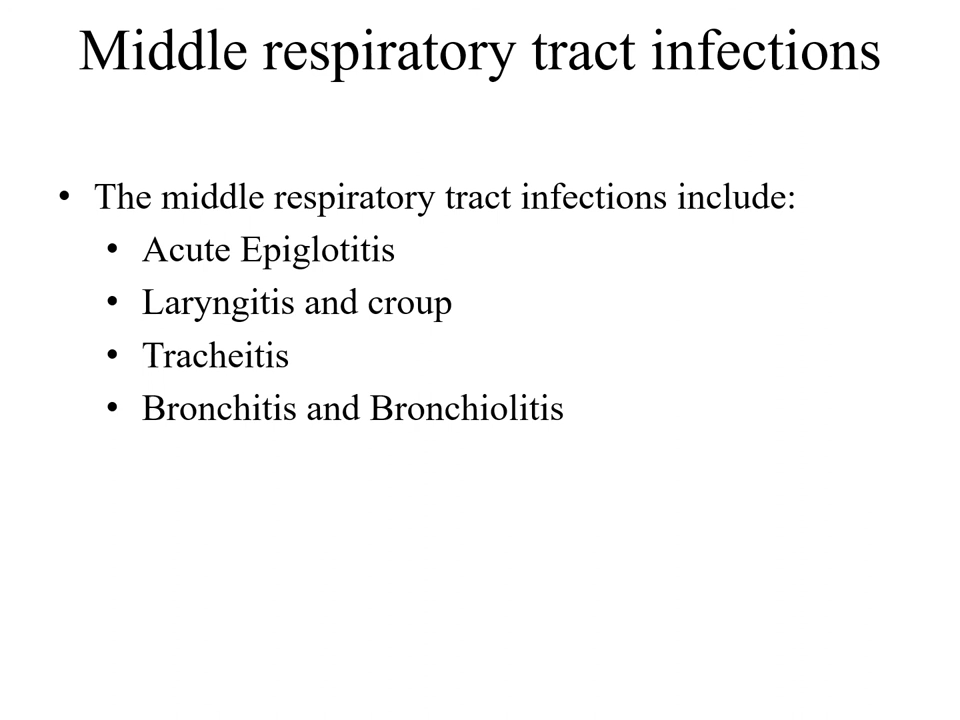 Middle respiratory tract infections
• The middle respiratory tract infections include:
• Acute Epiglotitis
• Laryngitis and croup
• Tracheitis
• Bronchitis and Bronchiolitis